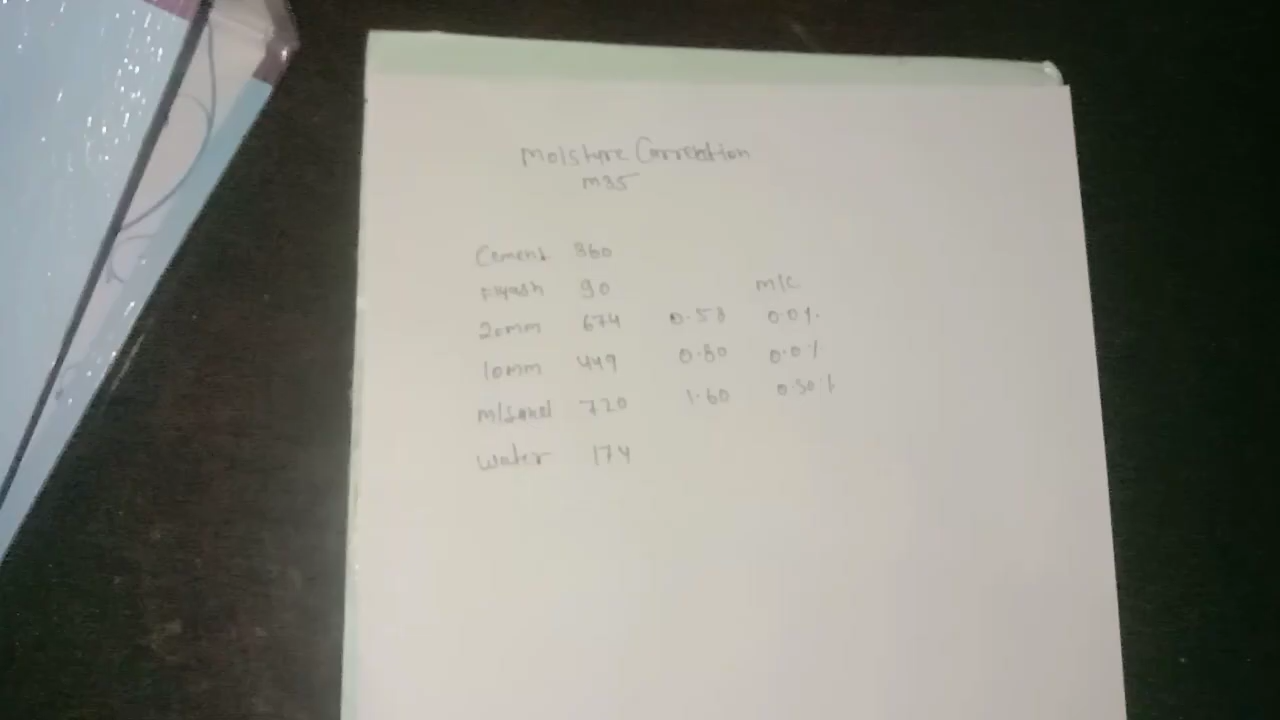 Moisture Correction
M35
Cement 360
Flyash 90
m/c
20mm 674 0.58 0.0%
10mm 449 0.80 0.0%
m/sand 720 1.60 0.50%
water 174